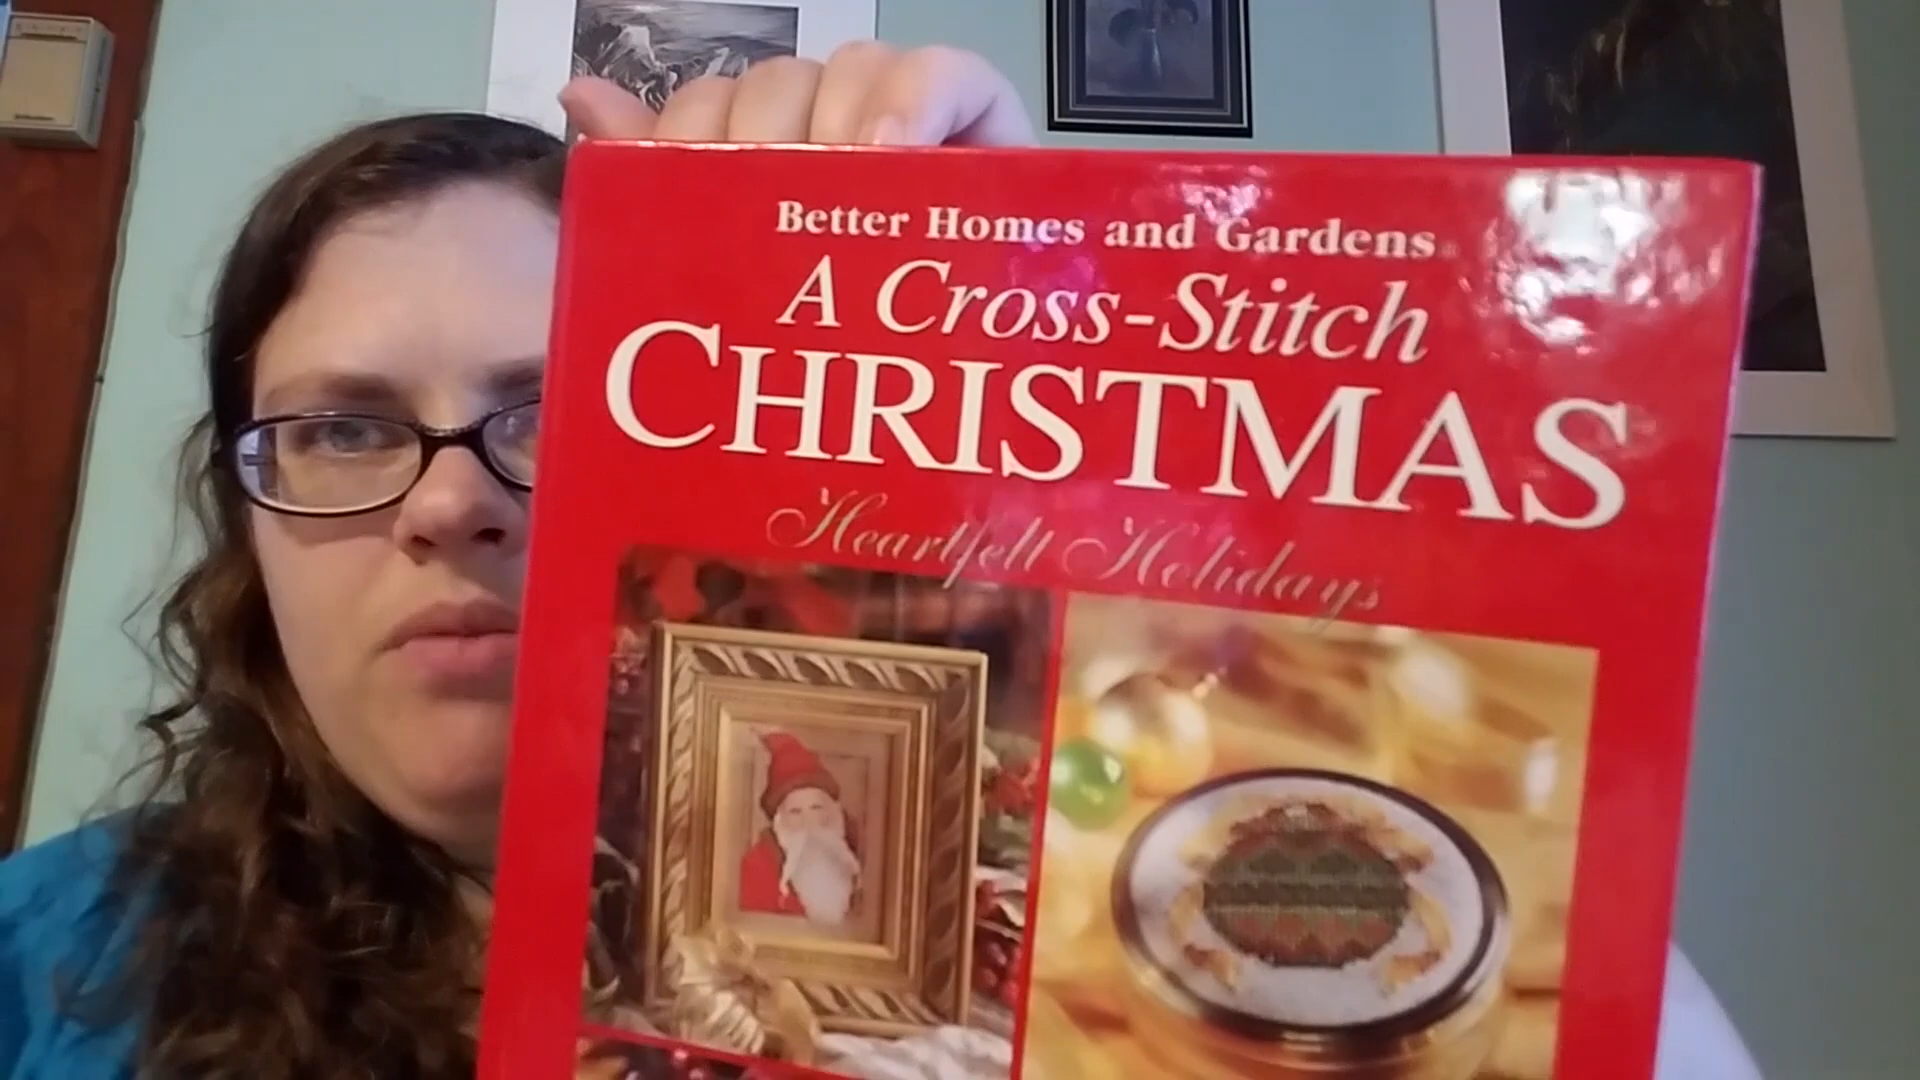 Better Homes and Gardens
A Cross-Stitch
CHRISTMAS
Heartfelt Holidays